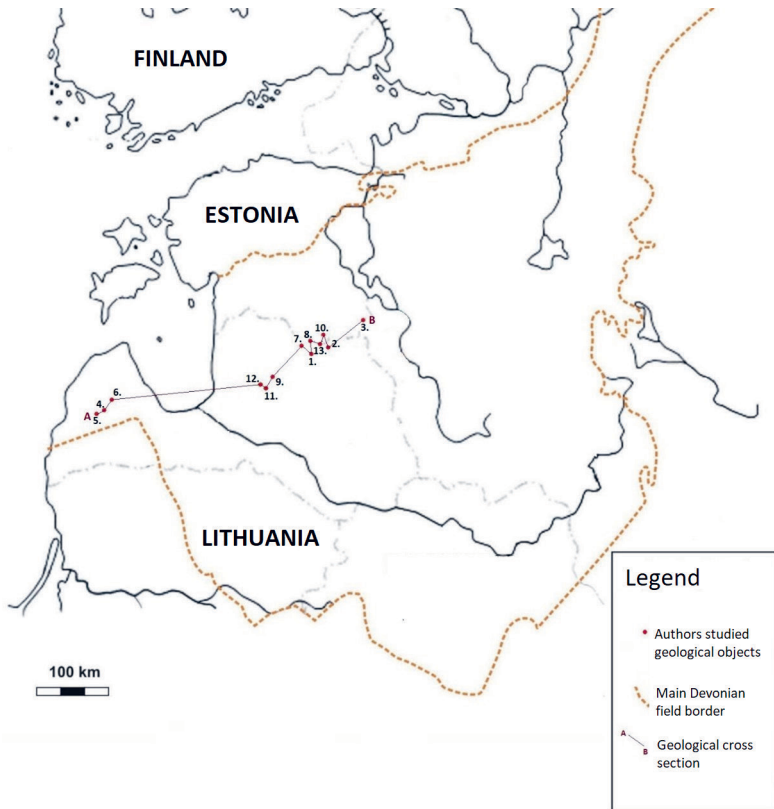 FINLAND
ESTONIA
10.
8.
B
7.
3.
13.
2.
1.
12.
9.
6.
11.
4.
A
5.
LITHUANIA
100 km
Legend
Authors studied
geological objects
Main Devonian
field border
A
B
Geological cross
section